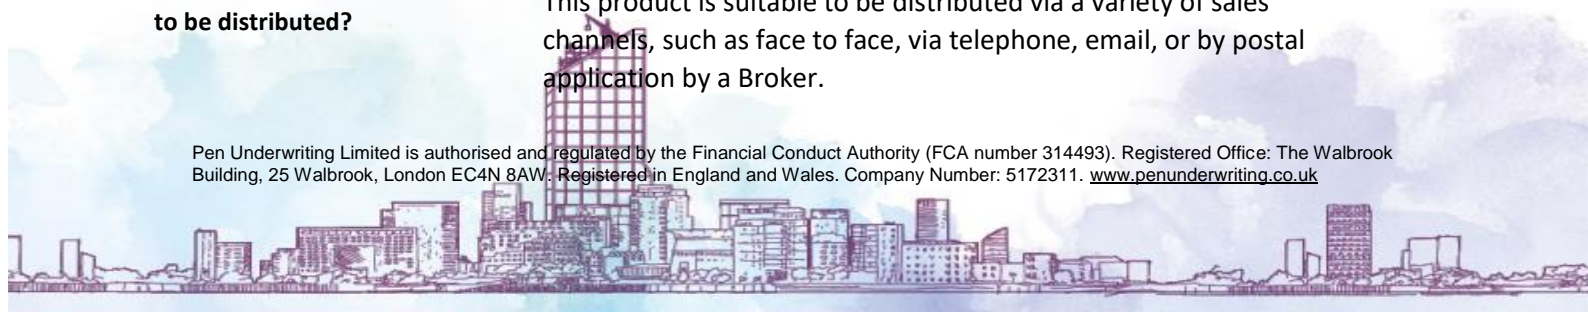 This product is suitable to be distributed via a variety of sales
to be distributed?
channels, such as face to face, via telephone, email, or by postal
application by a Broker.
Pen Underwriting Limited is authorised and regulated by the Financial Conduct Authority (FCA number 314493). Registered Office: The Walbrook
Building, 25 Walbrook, London EC4N 8AW. Registered in England and Wales. Company Number: 5172311. www.penunderwriting.co.uk